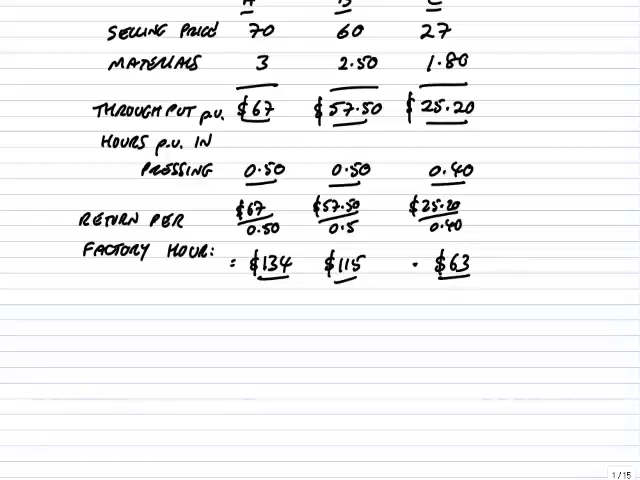 A B C
SELLING PRICE 70 60 27
MATERIALS 3 2.50 1.80
THROUGHPUT p.u. $67 $57.50 $25.20
HOURS p.u. IN
PRESSING 0.50 0.50 0.40
RETURN PER $67/0.50 $57.50/0.5 $25.20/0.40
FACTORY HOUR: = $134 $115 $63
1 / 15